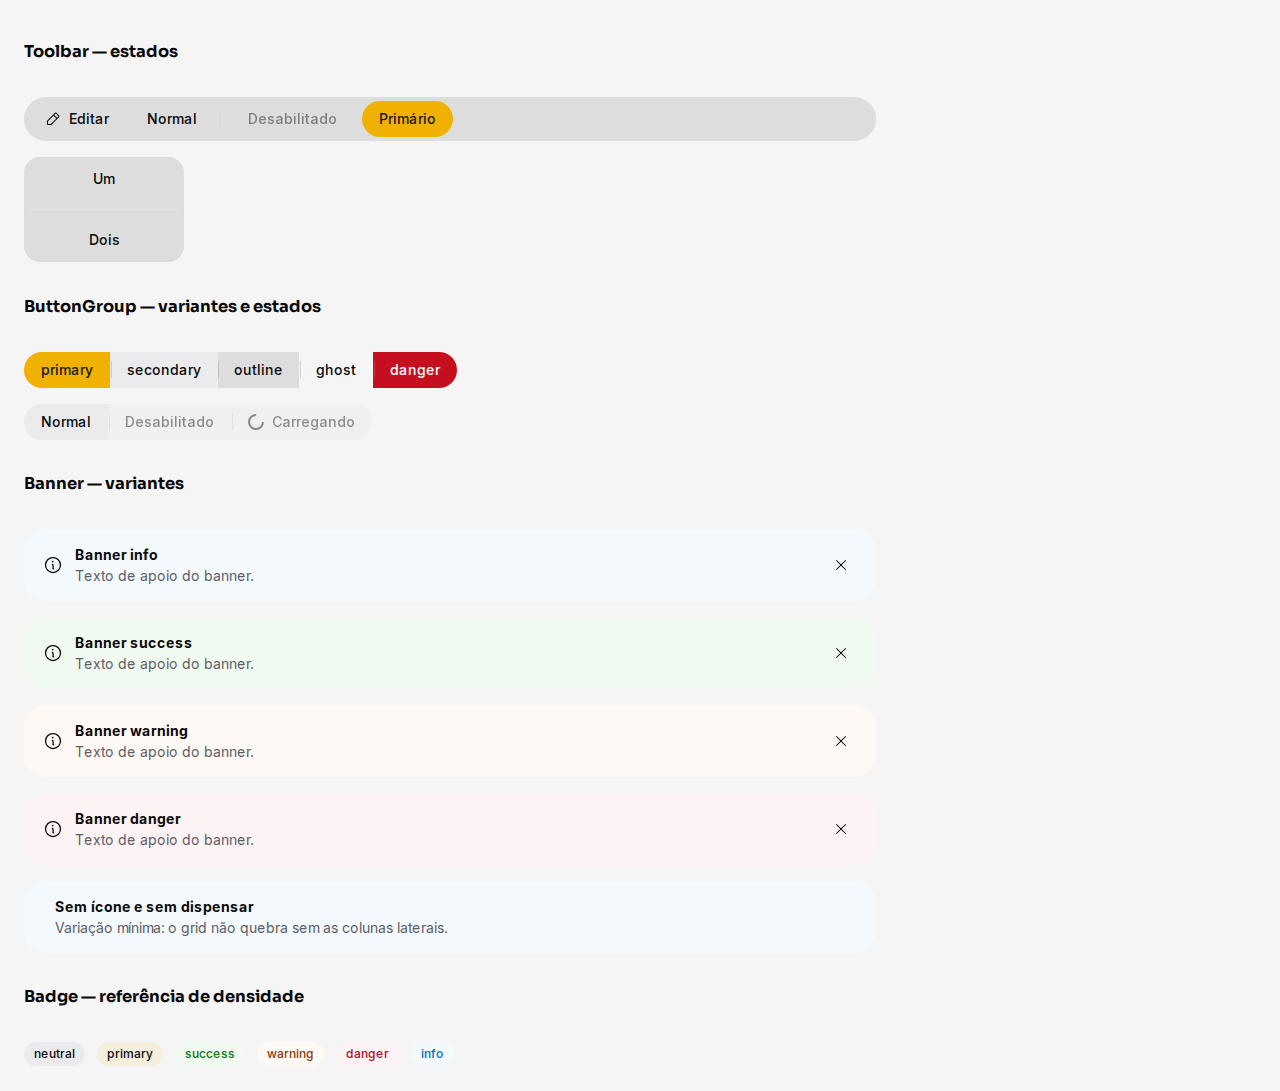 Toolbar — estados
Editar Normal Desabilitado Primário
Um
Dois
ButtonGroup — variantes e estados
primary secondary outline ghost danger
Normal Desabilitado Carregando
Banner — variantes
Banner info
Texto de apoio do banner.
Banner success
Texto de apoio do banner.
Banner warning
Texto de apoio do banner.
Banner danger
Texto de apoio do banner.
Sem ícone e sem dispensar
Variação mínima: o grid não quebra sem as colunas laterais.
Badge — referência de densidade
neutral primary success warning danger info